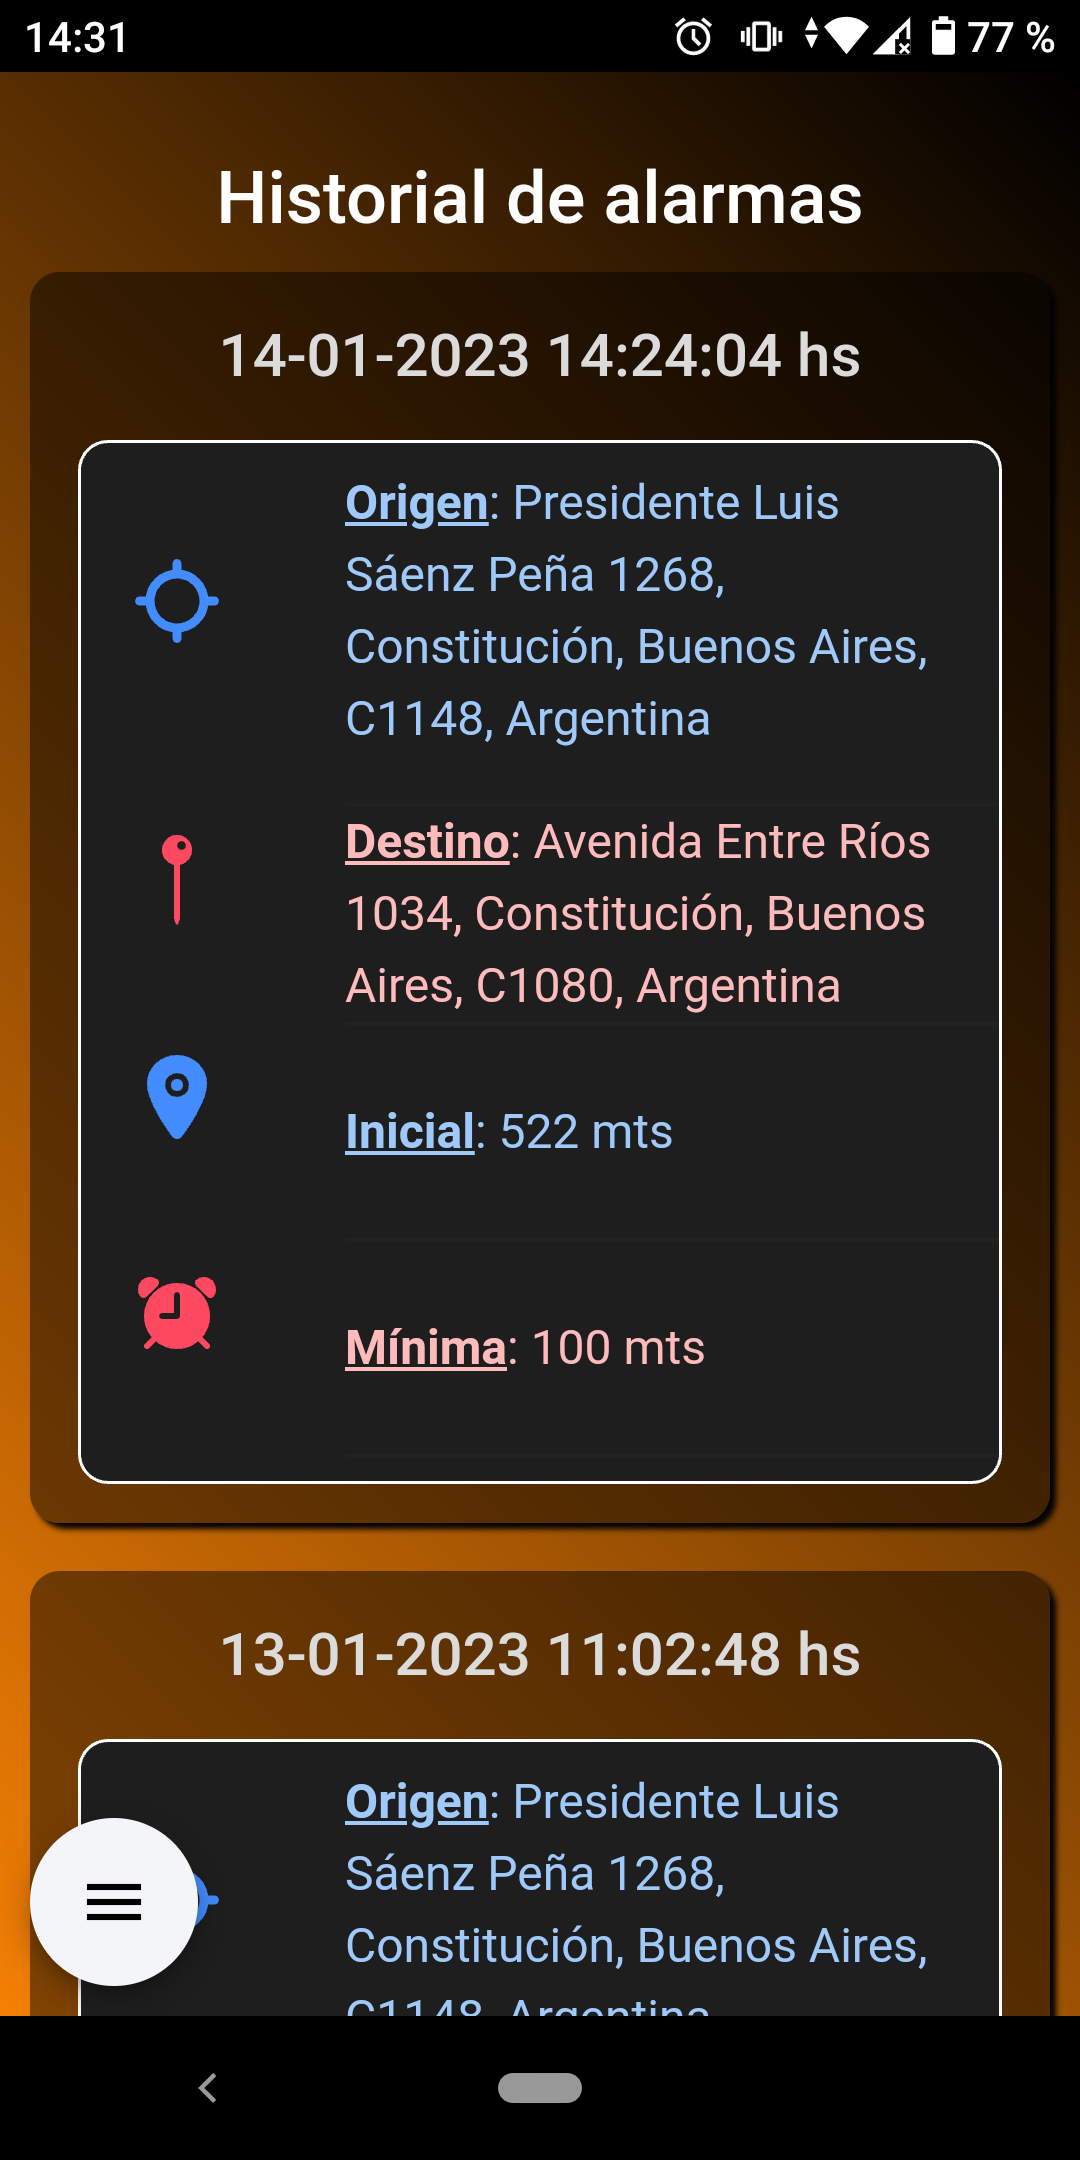 14:31
77 %
Historial de alarmas
14-01-2023 14:24:04 hs
Origen: Presidente Luis
Sáenz Peña 1268,
Constitución, Buenos Aires,
C1148, Argentina
Destino: Avenida Entre Ríos
1034, Constitución, Buenos
Aires, C1080, Argentina
Inicial: 522 mts
Mínima: 100 mts
13-01-2023 11:02:48 hs
Origen: Presidente Luis
Sáenz Peña 1268,
Constitución, Buenos Aires,
C1148, Argentina